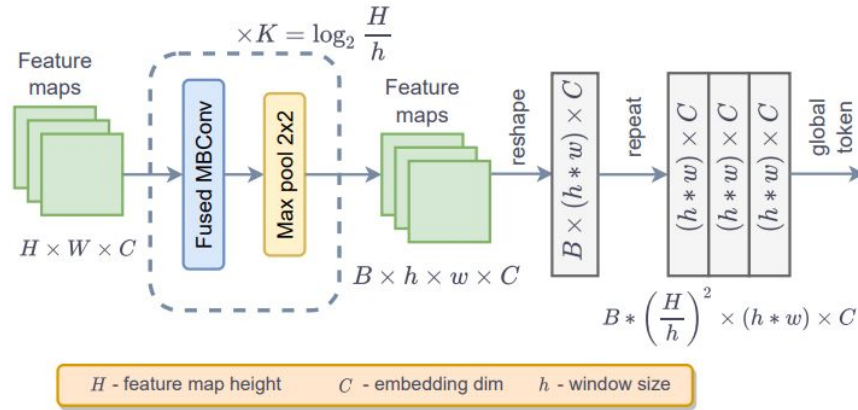 × K = log₂ H/h
Feature
maps
H × W × C
Fused MBConv
Max pool 2x2
Feature
maps
B × h × w × C
reshape
B × (h * w) × C
repeat
(h * w) × C
(h * w) × C
(h * w) × C
global
token
B * (H/h)² × (h * w) × C
H - feature map height C - embedding dim h - window size